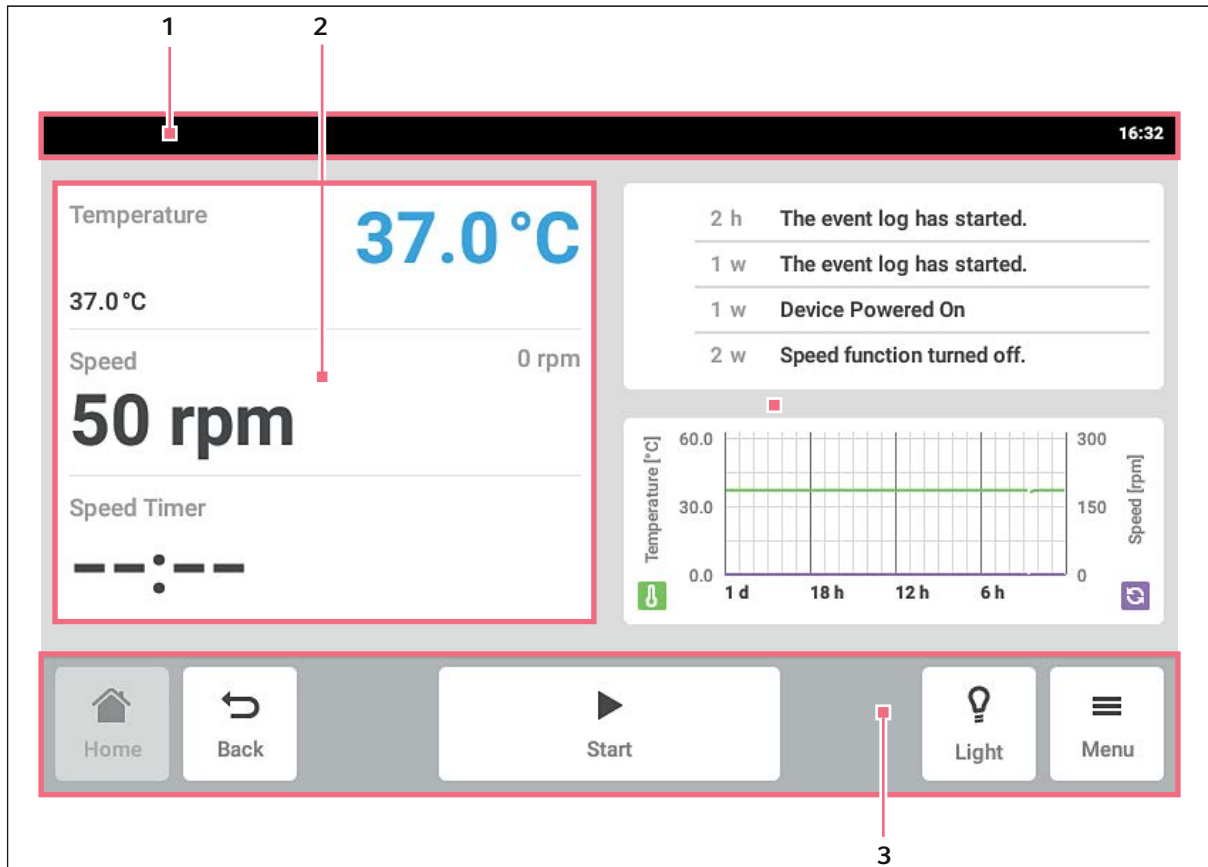 1
2
16:32
Temperature
37.0 °C
37.0 °C
Speed
0 rpm
50 rpm
Speed Timer
--:--
2 h The event log has started.
1 w The event log has started.
1 w Device Powered On
2 w Speed function turned off.
Temperature [°C]
60.0
30.0
0.0
300
150
0
Speed [rpm]
1 d 18 h 12 h 6 h
Home
Back
Start
Light
Menu
3